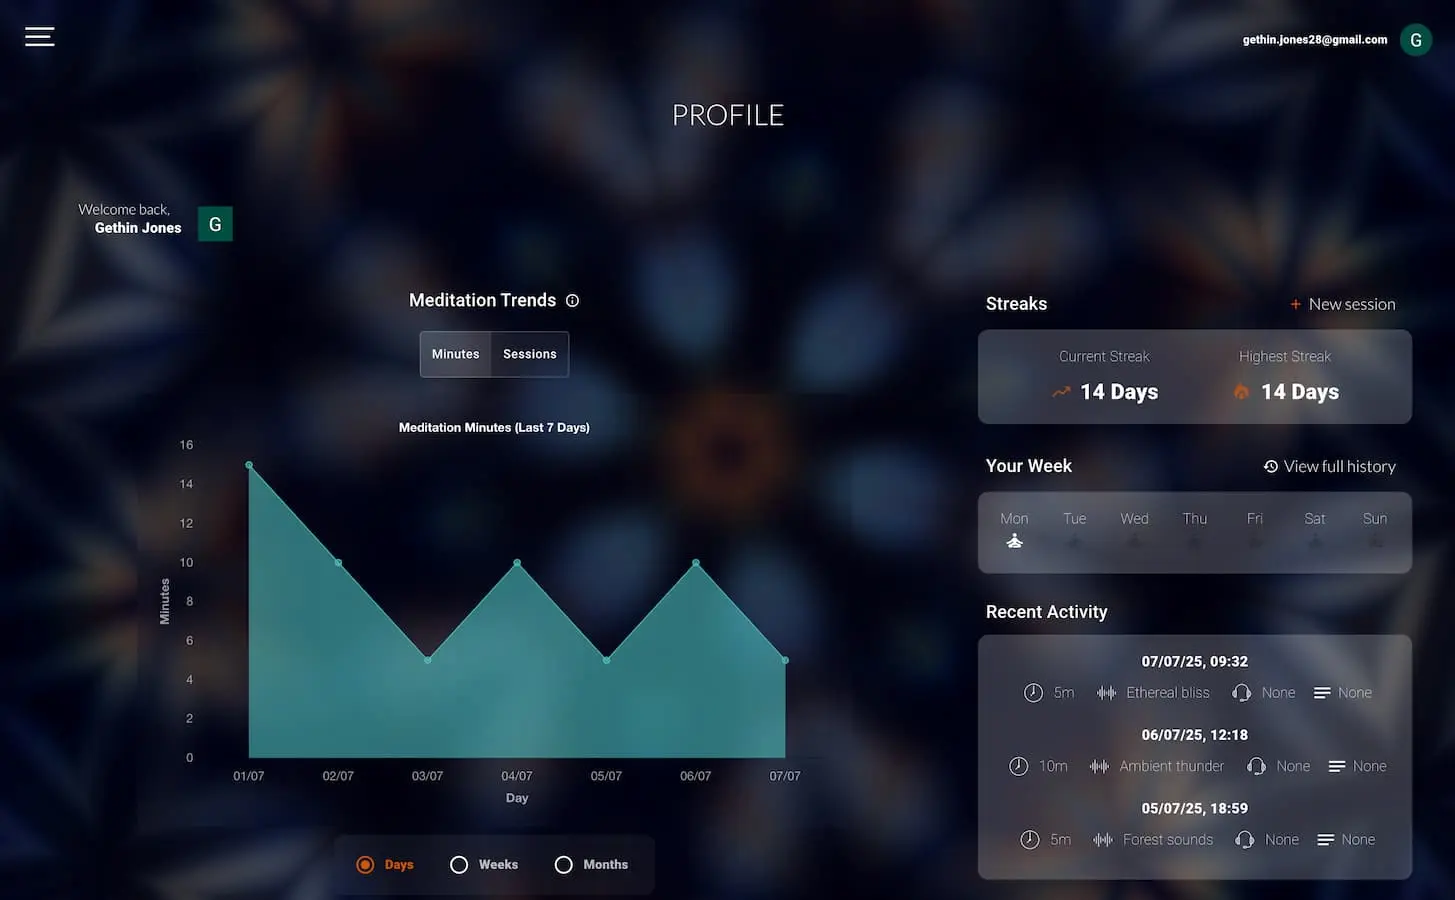 gethin.jones28@gmail.com G
PROFILE
Welcome back,
Gethin Jones
G
Meditation Trends
Minutes Sessions
Meditation Minutes (Last 7 Days)
16
14
12
10
8
6
4
2
0
Minutes
01/07 02/07 03/07 04/07 05/07 06/07 07/07
Day
Days Weeks Months
Streaks + New session
Current Streak Highest Streak
14 Days 14 Days
Your Week View full history
Mon Tue Wed Thu Fri Sat Sun
Recent Activity
07/07/25, 09:32
5m Ethereal bliss None None
06/07/25, 12:18
10m Ambient thunder None None
05/07/25, 18:59
5m Forest sounds None None